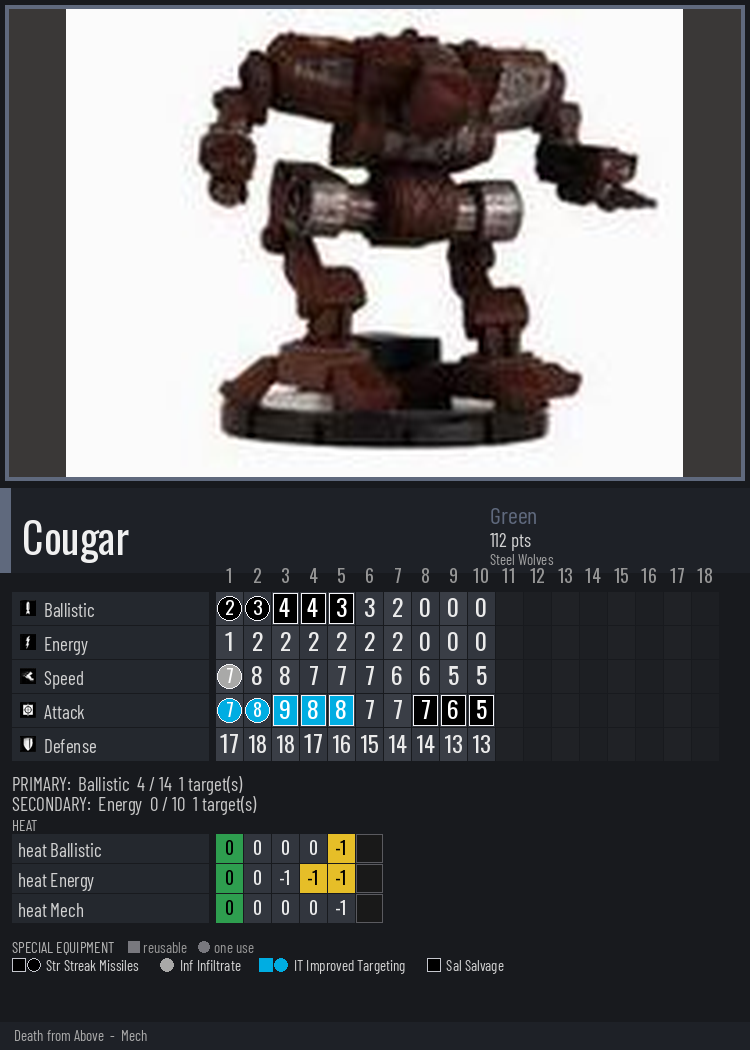 Cougar
Green
112 pts
Steel Wolves
1 2 3 4 5 6 7 8 9 10 11 12 13 14 15 16 17 18
Ballistic 2 3 4 4 3 3 2 0 0 0
Energy 1 2 2 2 2 2 2 0 0 0
Speed 7 8 8 7 7 7 6 6 5 5
Attack 7 8 9 8 8 7 7 7 6 5
Defense 17 18 18 17 16 15 14 14 13 13
PRIMARY: Ballistic 4 / 14 1 target(s)
SECONDARY: Energy 0 / 10 1 target(s)
HEAT
heat Ballistic 0 0 0 0 -1
heat Energy 0 0 -1 -1 -1
heat Mech 0 0 0 0 -1
SPECIAL EQUIPMENT reusable one use
Str Streak Missiles Inf Infiltrate IT Improved Targeting Sal Salvage
Death from Above - Mech